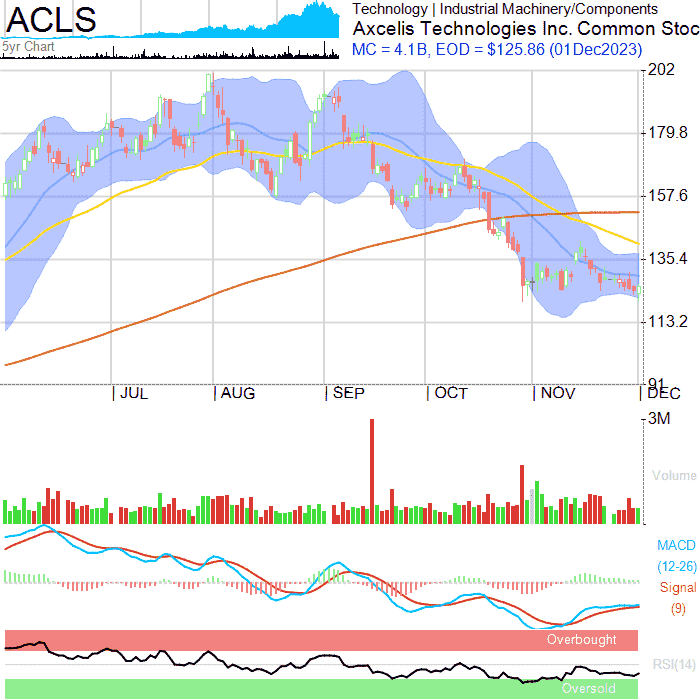 ACLS
5yr Chart
Technology | Industrial Machinery/Components
Axcelis Technologies Inc. Common Stoc
MC = 4.1B, EOD = $125.86 (01Dec2023)
202
179.8
157.6
135.4
113.2
91
JUL
AUG
SEP
OCT
NOV
DEC
3M
Volume
MACD
(12-26)
Signal
(9)
Overbought
RSI(14)
Oversold